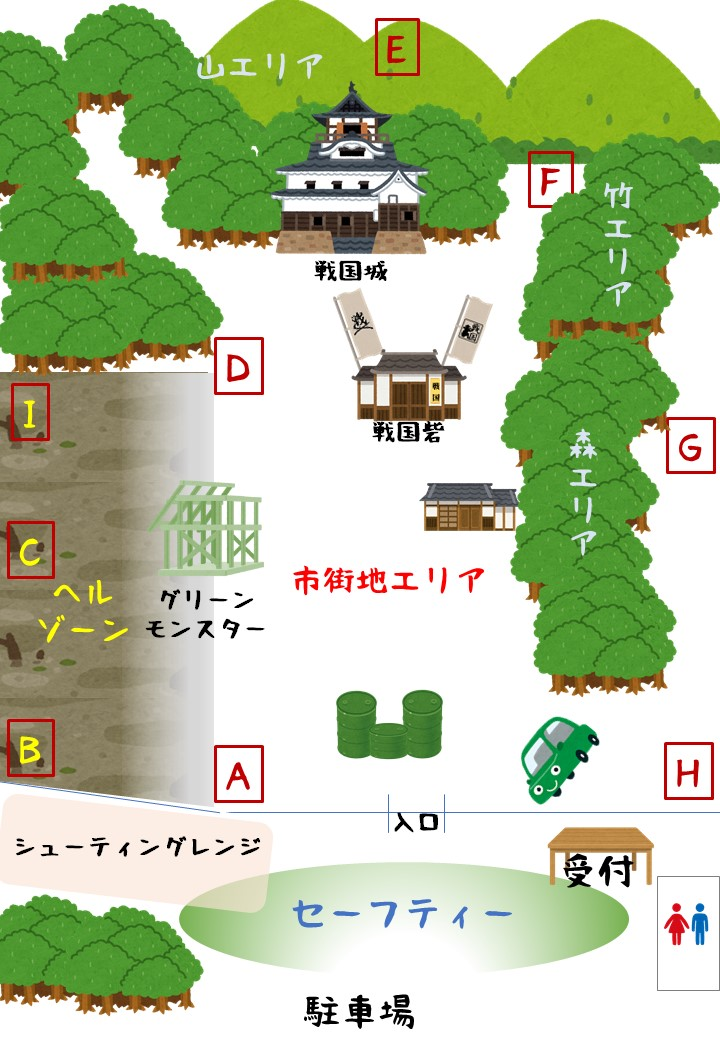 山エリア
E
F
竹エリア
戦国城
D
戦国
戦国砦
I
G
森エリア
C
ヘル
ゾーン
グリーン
モンスター
市街地エリア
B
A
H
入口
シューティングレンジ
受付
セーフティー
駐車場